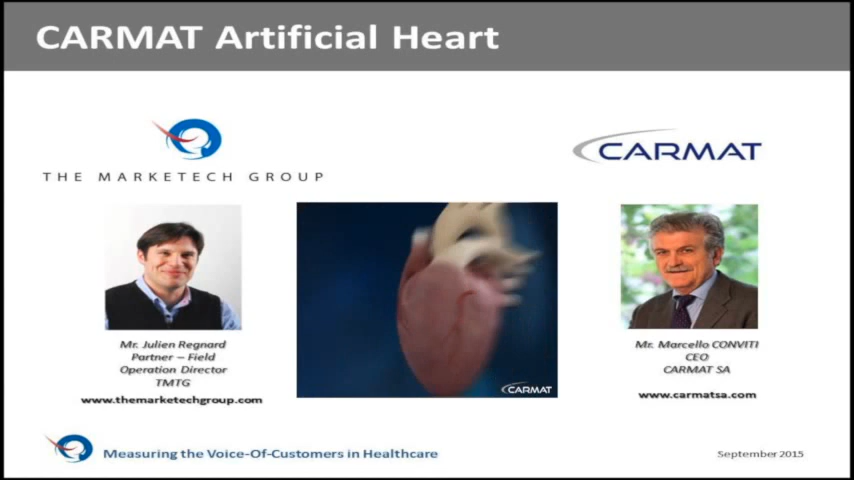 CARMAT Artificial Heart
THE MARKETECH GROUP
CARMAT
Mr. Julien Regnard
Partner – Field
Operation Director
TMTG
www.themarketechgroup.com
CARMAT
Mr. Marcello CONVITI
CEO
CARMAT SA
www.carmatsa.com
Measuring the Voice-Of-Customers in Healthcare
September 2015